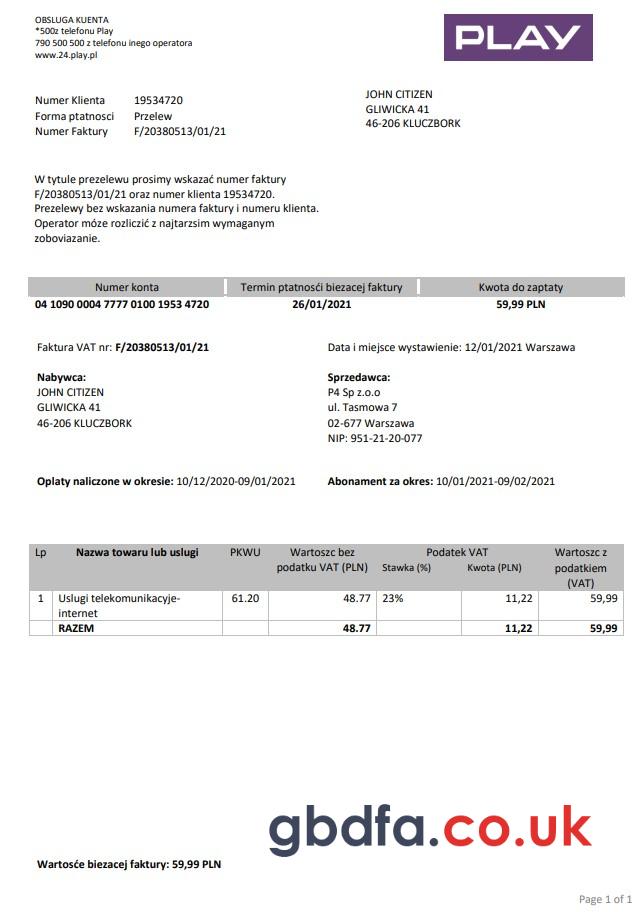 OBSLUGA KUENTA
*500z telefonu Play
790 500 500 z telefonu inego operatora
www.24.play.pl
PLAY
Numer Klienta 19534720
Forma ptatnosci Przelew
Numer Faktury F/20380513/01/21
JOHN CITIZEN
GLIWICKA 41
46-206 KLUCZBORK
W tytule prezelewu prosimy wskazać numer faktury
F/20380513/01/21 oraz numer klienta 19534720.
Prezelewy bez wskazania numera faktury i numeru klienta.
Operator móze rozliczić z najtarzsim wymaganym
zoboviazanie.
Numer konta Termin ptatnosći biezacej faktury Kwota do zaptaty
04 1090 0004 7777 0100 1953 4720 26/01/2021 59,99 PLN
Faktura VAT nr: F/20380513/01/21 Data i miejsce wystawienie: 12/01/2021 Warszawa
Nabywca:
JOHN CITIZEN
GLIWICKA 41
46-206 KLUCZBORK
Sprzedawca:
P4 Sp z.o.o
ul. Tasmowa 7
02-677 Warszawa
NIP: 951-21-20-077
Oplaty naliczone w okresie: 10/12/2020-09/01/2021 Abonament za okres: 10/01/2021-09/02/2021
Lp Nazwa towaru lub uslugi PKWU Wartoszc bez Podatek VAT Wartoszc z
podatku VAT (PLN) Stawka (%) Kwota (PLN) podatkiem
(VAT)
1 Uslugi telekomunikacyje- 61.20 48.77 23% 11,22 59,99
internet
RAZEM 48.77 11,22 59,99
gbdfa.co.uk
Wartosće biezacej faktury: 59,99 PLN
Page 1 of 1